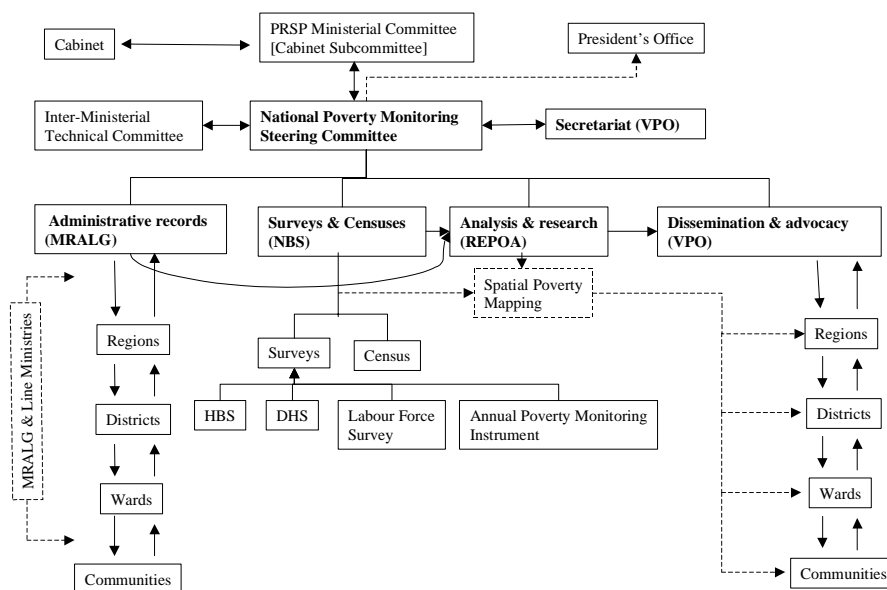 Cabinet
PRSP Ministerial Committee
[Cabinet Subcommittee]
President’s Office
Inter-Ministerial
Technical Committee
National Poverty Monitoring
Steering Committee
Secretariat (VPO)
Administrative records
(MRALG)
Surveys & Censuses
(NBS)
Analysis & research
(REPOA)
Dissemination & advocacy
(VPO)
Spatial Poverty
Mapping
MRALG & Line Ministries
Regions
Districts
Wards
Communities
Surveys
Census
HBS
DHS
Labour Force
Survey
Annual Poverty Monitoring
Instrument
Regions
Districts
Wards
Communities